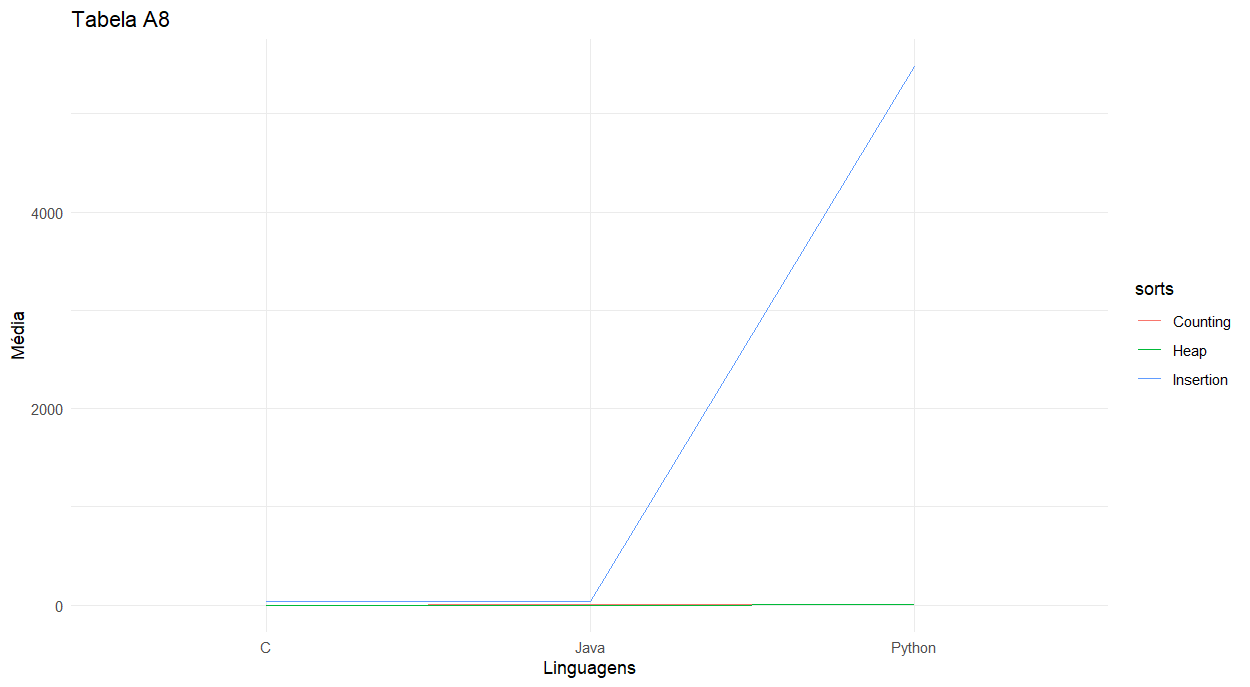 Tabela A8
Média
4000
2000
0
C
Java
Python
Linguagens
sorts
Counting
Heap
Insertion